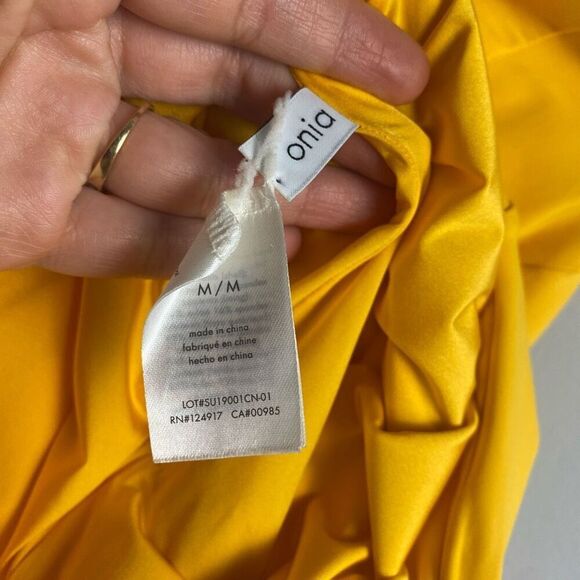 onia
M / M
made in china
fabriqué en chine
hecho en china
LOT#SU19001CN-01
RN#124917 CA#00985